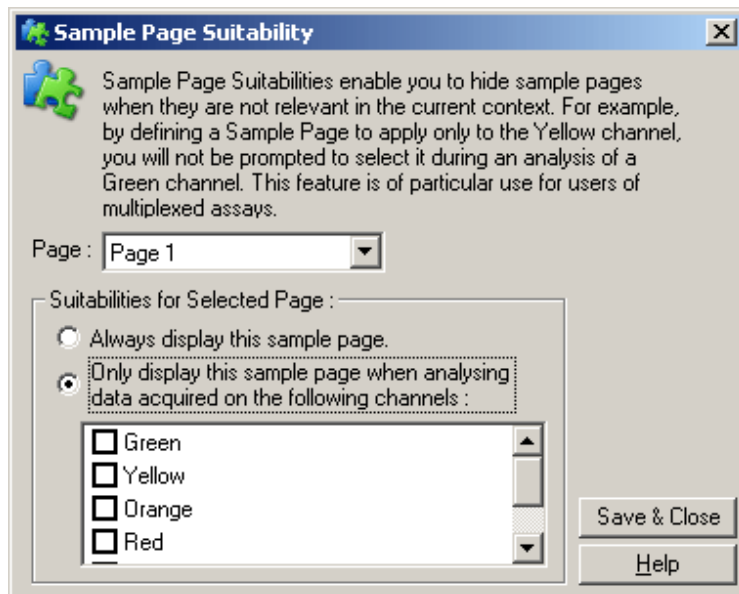 Sample Page Suitability
Sample Page Suitabilities enable you to hide sample pages
when they are not relevant in the current context. For example,
by defining a Sample Page to apply only to the Yellow channel,
you will not be prompted to select it during an analysis of a
Green channel. This feature is of particular use for users of
multiplexed assays.
Page :
Page 1
Suitabilities for Selected Page :
Always display this sample page.
Only display this sample page when analysing
data acquired on the following channels :
Green
Yellow
Orange
Red
Save & Close
Help